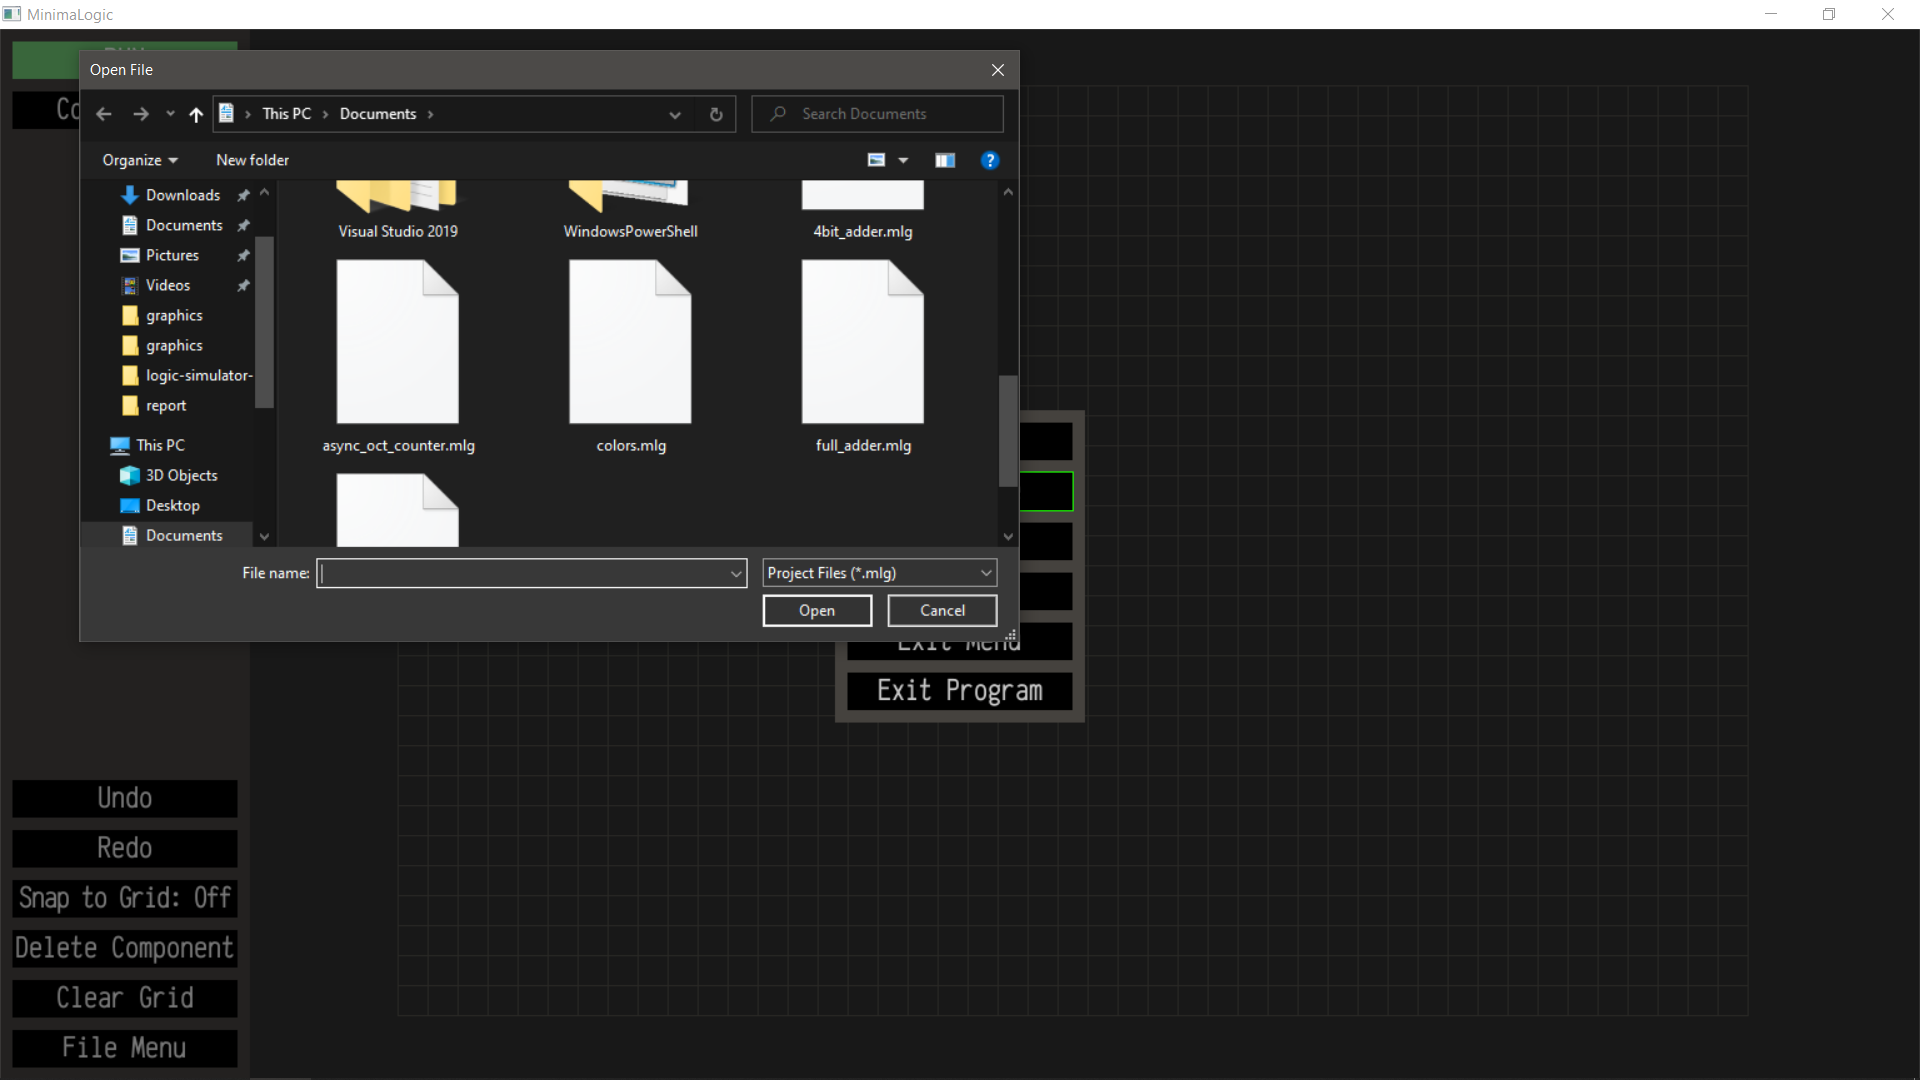 MinimaLogic
Open File
This PC
Documents
Search Documents
Organize
New folder
Downloads
Documents
Pictures
Videos
graphics
graphics
logic-simulator-
report
This PC
3D Objects
Desktop
Documents
Visual Studio 2019
WindowsPowerShell
4bit_adder.mlg
async_oct_counter.mlg
colors.mlg
full_adder.mlg
File name:
Project Files (*.mlg)
Open
Cancel
Exit Menu
Exit Program
Undo
Redo
Snap to Grid: Off
Delete Component
Clear Grid
File Menu